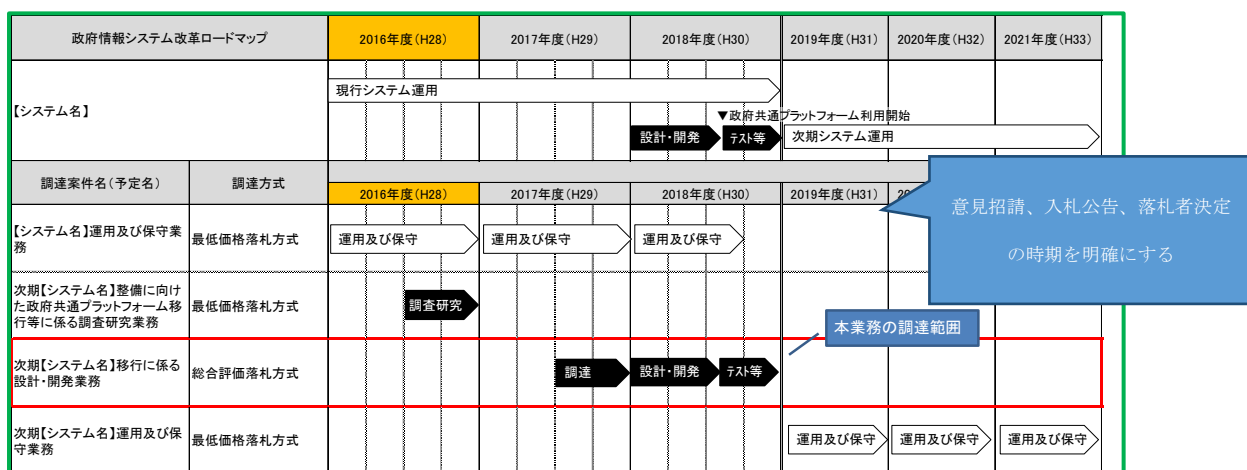 政府情報システム改革ロードマップ
2016年度(H28)
2017年度(H29)
2018年度(H30)
2019年度(H31)
2020年度(H32)
2021年度(H33)
【システム名】
現行システム運用
▼政府共通プラットフォーム利用開始
設計・開発
テスト等
次期システム運用
調達案件名(予定名)
調達方式
2016年度(H28)
2017年度(H29)
2018年度(H30)
2019年度(H31)
意見招請、入札公告、落札者決定
の時期を明確にする
【システム名】運用及び保守業
務
最低価格落札方式
運用及び保守
運用及び保守
運用及び保守
次期【システム名】整備に向け
た政府共通プラットフォーム移
行等に係る調査研究業務
最低価格落札方式
調査研究
本業務の調達範囲
次期【システム名】移行に係る
設計・開発業務
総合評価落札方式
調達
設計・開発
テスト等
次期【システム名】運用及び保
守業務
最低価格落札方式
運用及び保守
運用及び保守
運用及び保守